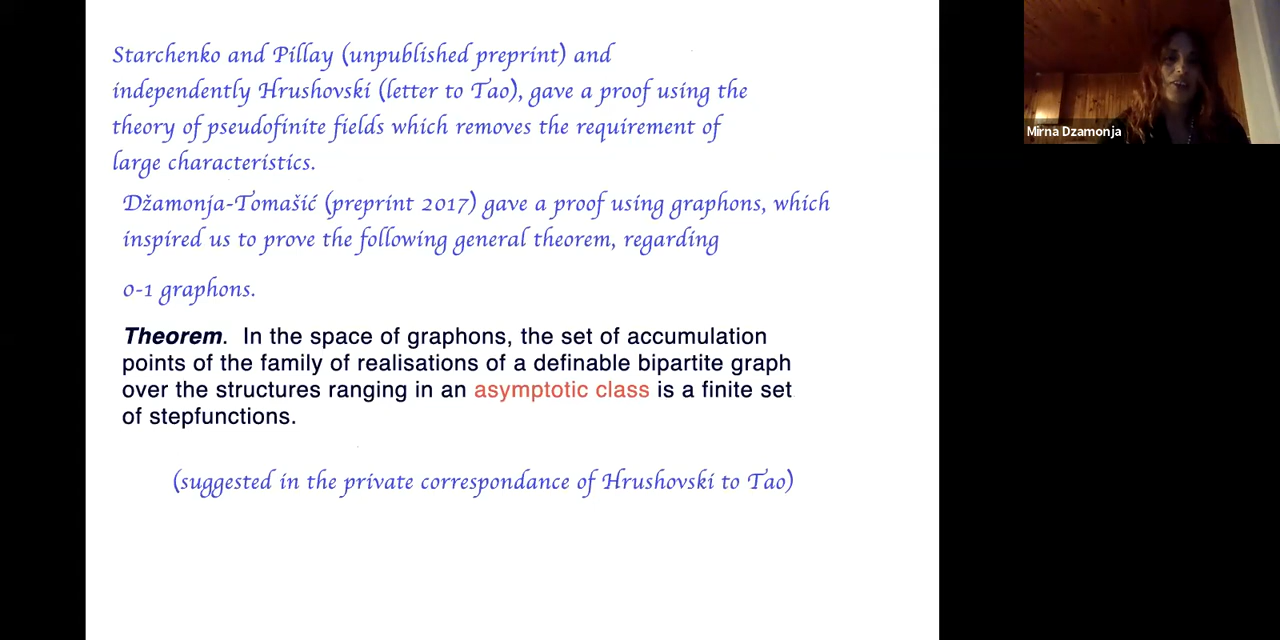 Starchenko and Pillay (unpublished preprint) and
independently Hrushovski (letter to Tao), gave a proof using the
theory of pseudofinite fields which removes the requirement of
large characteristics.
Džamonja-Tomašić (preprint 2017) gave a proof using graphons, which
inspired us to prove the following general theorem, regarding
0-1 graphons.
Theorem. In the space of graphons, the set of accumulation
points of the family of realisations of a definable bipartite graph
over the structures ranging in an asymptotic class is a finite set
of stepfunctions.
(suggested in the private correspondance of Hrushovski to Tao)
Mirna Dzamonja